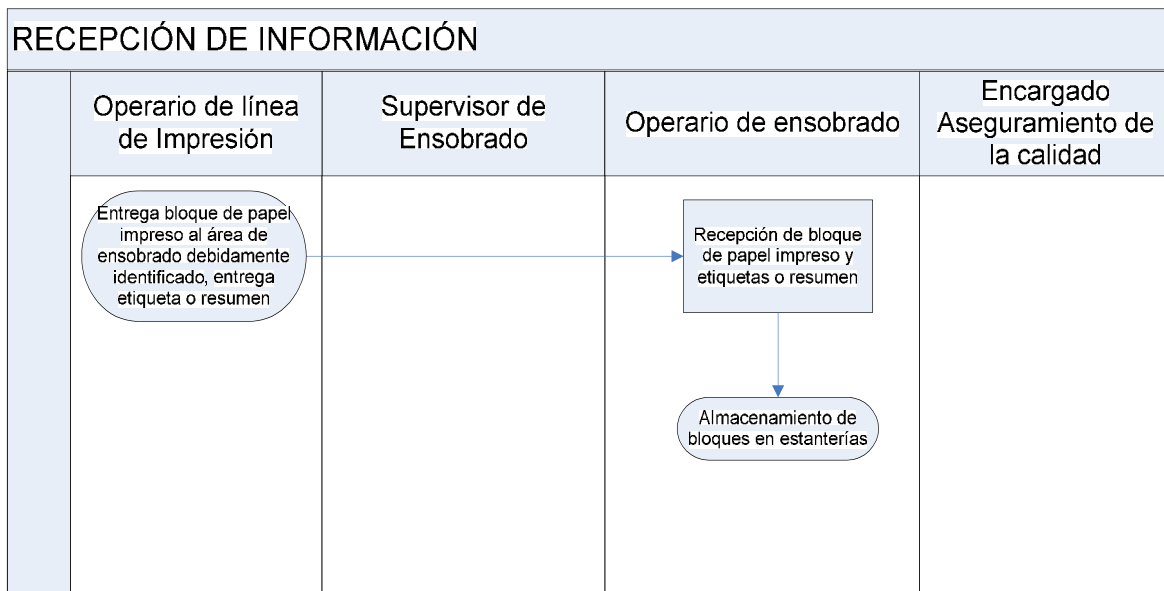 RECEPCIÓN DE INFORMACIÓN
Operario de línea
de Impresión
Supervisor de
Ensobrado
Operario de ensobrado
Encargado
Aseguramiento de
la calidad
Entrega bloque de papel
impreso al área de
ensobrado debidamente
identificado, entrega
etiqueta o resumen
Recepción de bloque
de papel impreso y
etiquetas o resumen
Almacenamiento de
bloques en estanterías